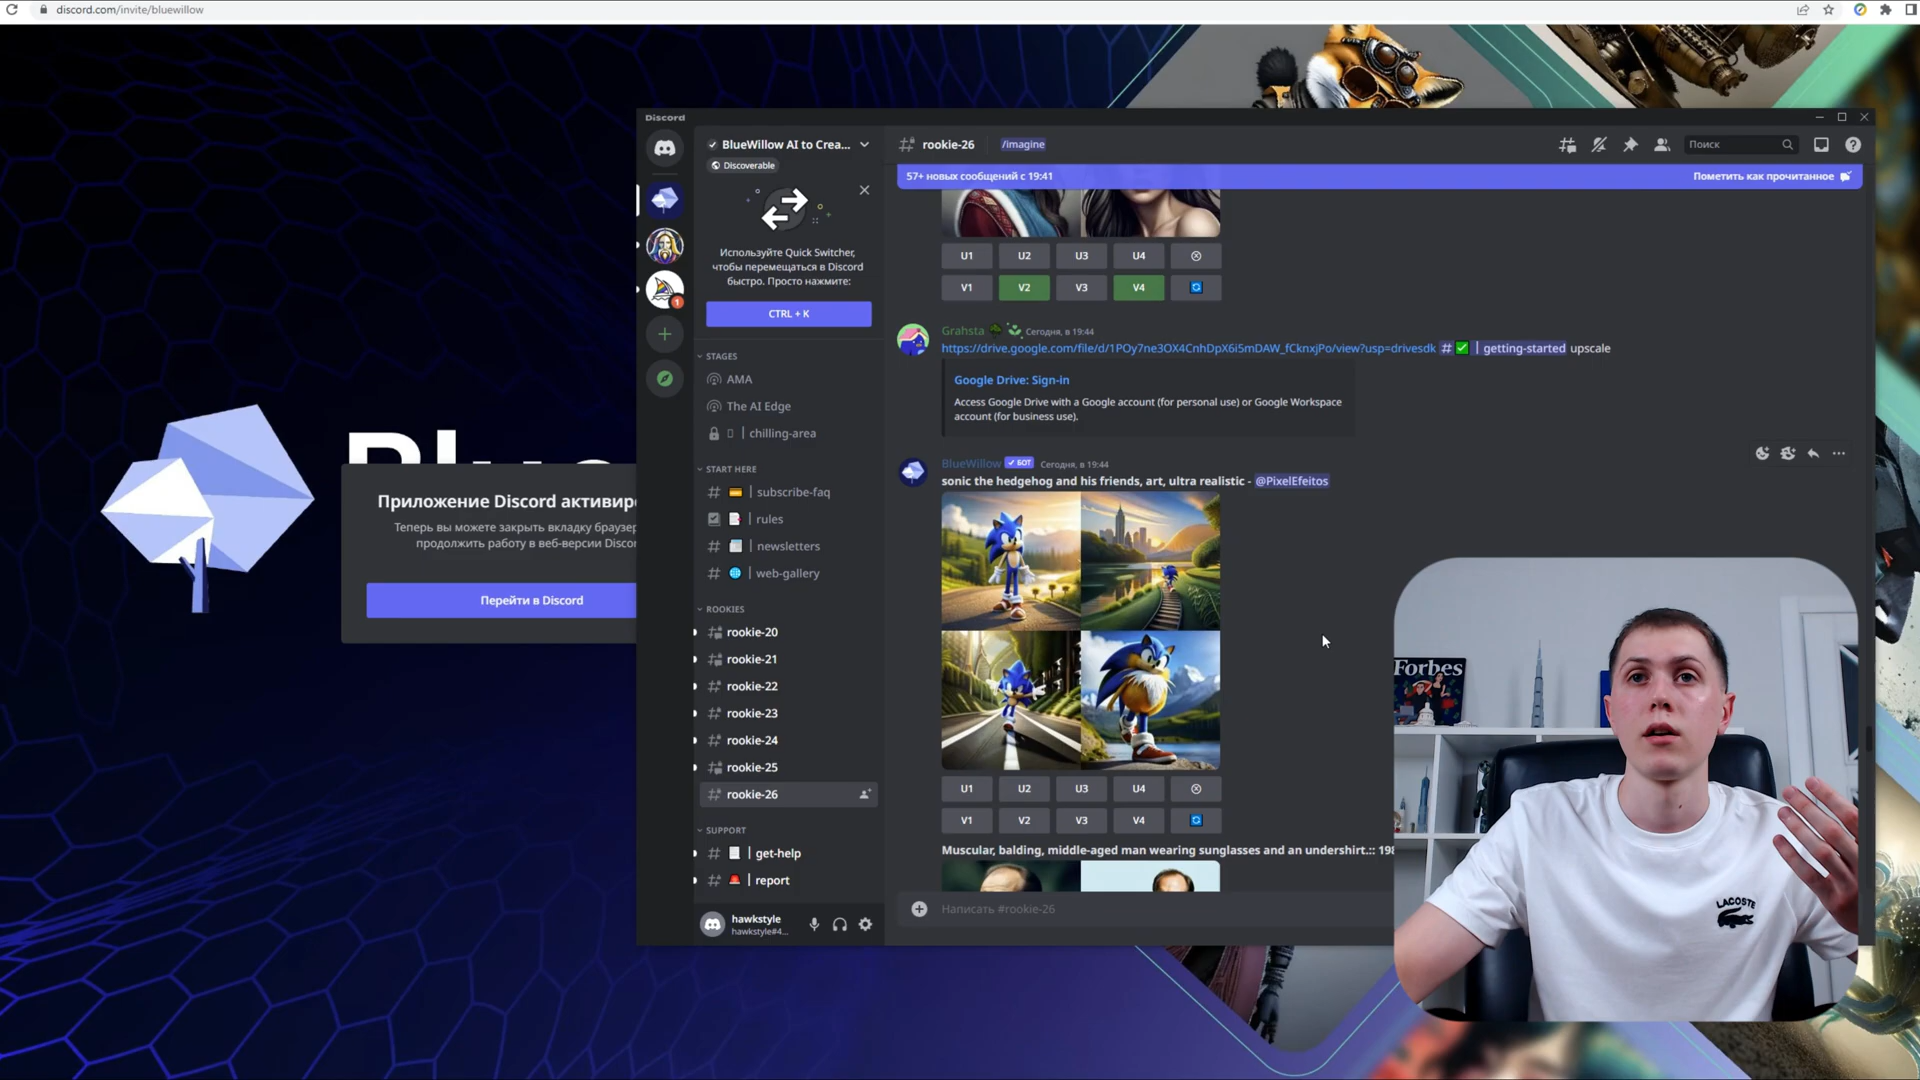 discord.com/invite/bluewillow
Discord
BlueWillow AI to Crea...
Discoverable
Используйте Quick Switcher,
чтобы перемещаться в Discord
быстро. Просто нажмите:
CTRL + K
STAGES
AMA
The AI Edge
chilling-area
START HERE
subscribe-faq
rules
newsletters
web-gallery
ROOKIES
rookie-20
rookie-21
rookie-22
rookie-23
rookie-24
rookie-25
rookie-26
SUPPORT
get-help
report
hawkstyle
hawkstyle#4...
rookie-26
/imagine
Поиск
57+ новых сообщений с 19:41
Пометить как прочитанное
U1 U2 U3 U4
V1 V2 V3 V4
Grahsta Сегодня, в 19:44
https://drive.google.com/file/d/1POy7ne3OX4CnhDpX6i5mDAW_fCknxjPo/view?usp=drivesdk # | getting-started upscale
Google Drive: Sign-in
Access Google Drive with a Google account (for personal use) or Google Workspace
account (for business use).
BlueWillow БОТ Сегодня, в 19:44
sonic the hedgehog and his friends, art, ultra realistic - @PixelEfeitos
U1 U2 U3 U4
V1 V2 V3 V4
Muscular, balding, middle-aged man wearing sunglasses and an undershirt.:: 198
Написать #rookie-26
Приложение Discord активир
Теперь вы можете закрыть вкладку браузер
продолжить работу в веб-версии Discor
Перейти в Discord
Forbes
LACOSTE
1